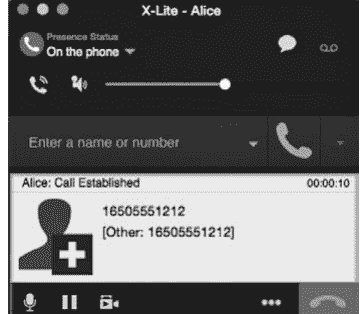 X-Lite - Alice
Presence Status
On the phone
Enter a name or number
Alice: Call Established 00:00:10
16505551212
[Other: 16505551212]